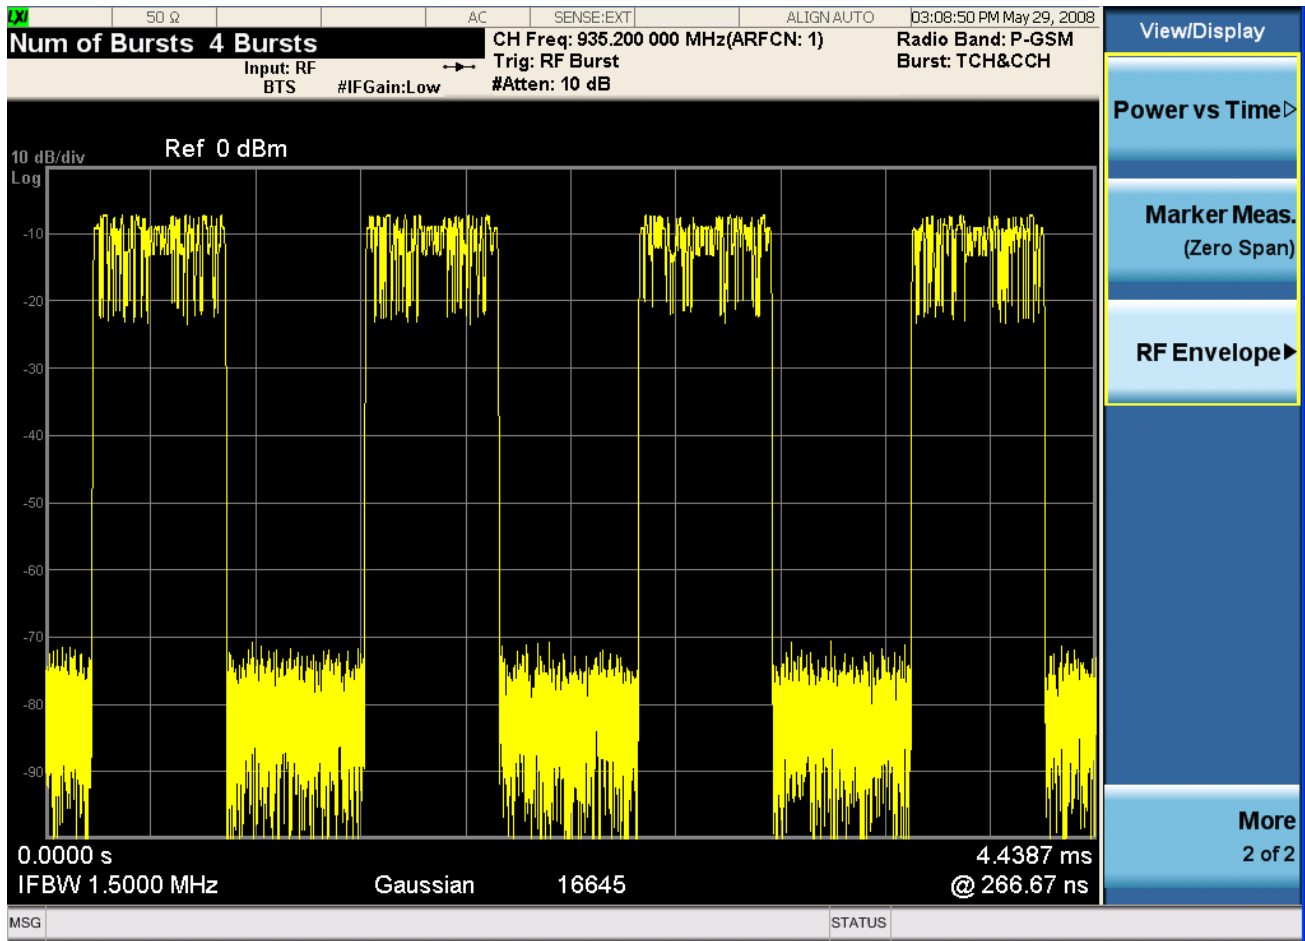 LXI 50 Ω AC SENSE:EXT ALIGN AUTO 03:08:50 PM May 29, 2008
Num of Bursts 4 Bursts
Input: RF
BTS
#IFGain:Low
CH Freq: 935.200 000 MHz(ARFCN: 1)
Trig: RF Burst
#Atten: 10 dB
Radio Band: P-GSM
Burst: TCH&CCH
10 dB/div Ref 0 dBm
Log
-10
-20
-30
-40
-50
-60
-70
-80
-90
0.0000 s 4.4387 ms
IFBW 1.5000 MHz Gaussian 16645 @ 266.67 ns
MSG STATUS
View/Display
Power vs Time
Marker Meas.
(Zero Span)
RF Envelope
More
2 of 2